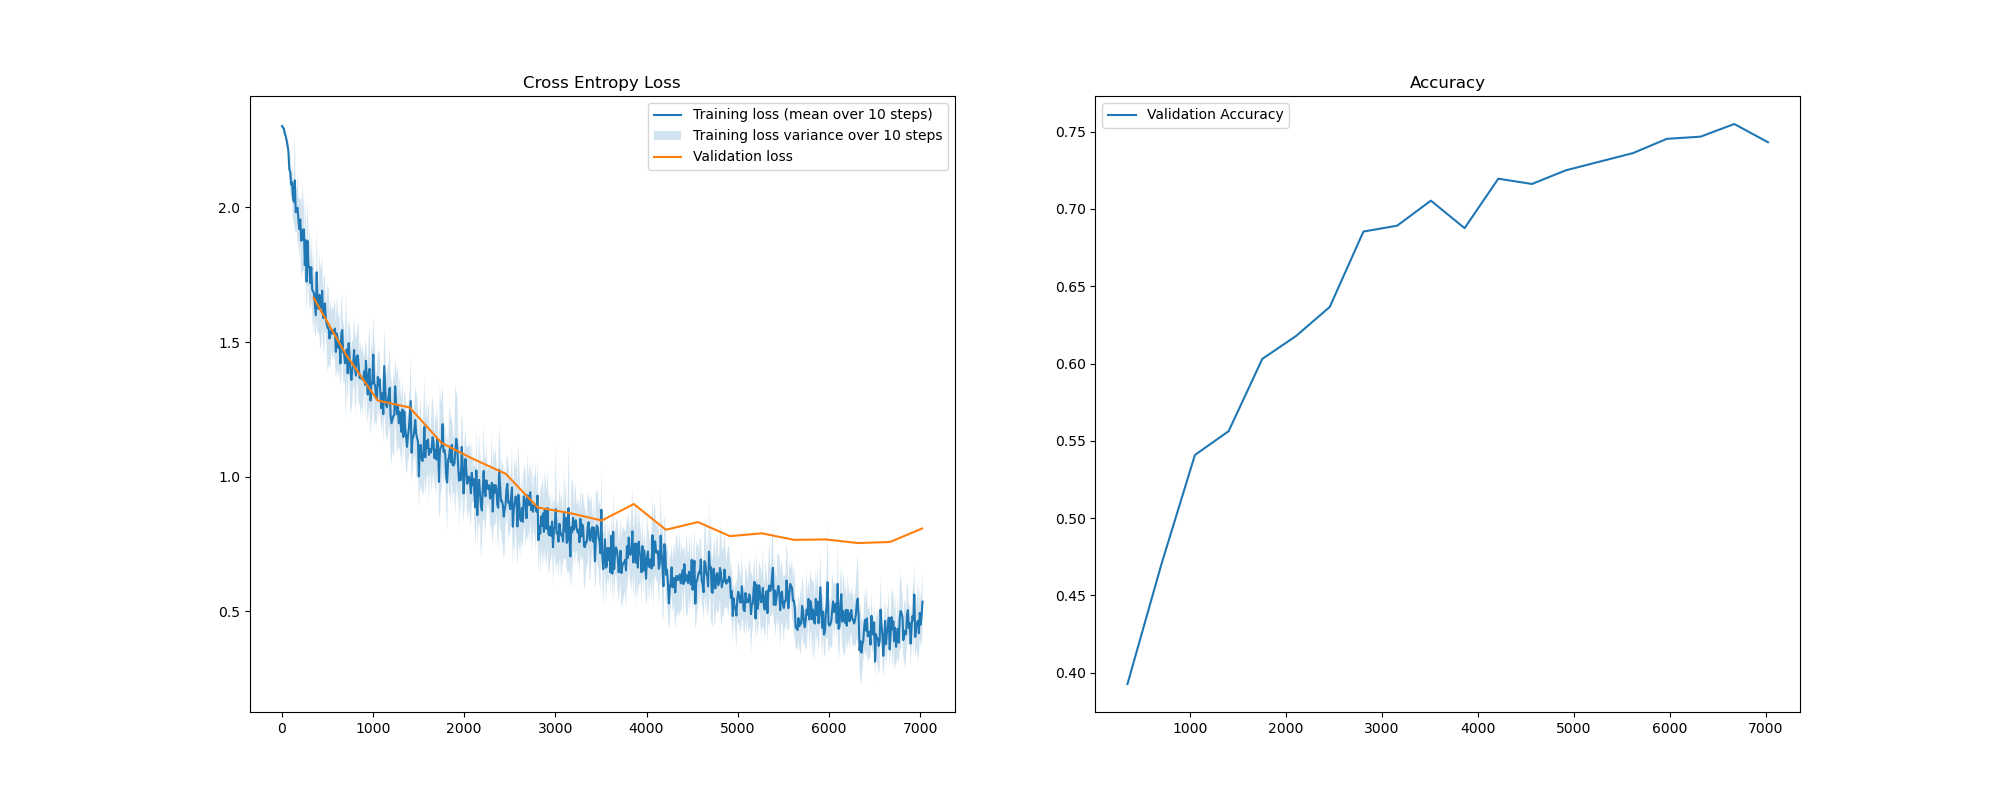 Cross Entropy Loss
Training loss (mean over 10 steps)
Training loss variance over 10 steps
Validation loss
2.0
1.5
1.0
0.5
0 1000 2000 3000 4000 5000 6000 7000
Accuracy
Validation Accuracy
0.75
0.70
0.65
0.60
0.55
0.50
0.45
0.40
1000 2000 3000 4000 5000 6000 7000